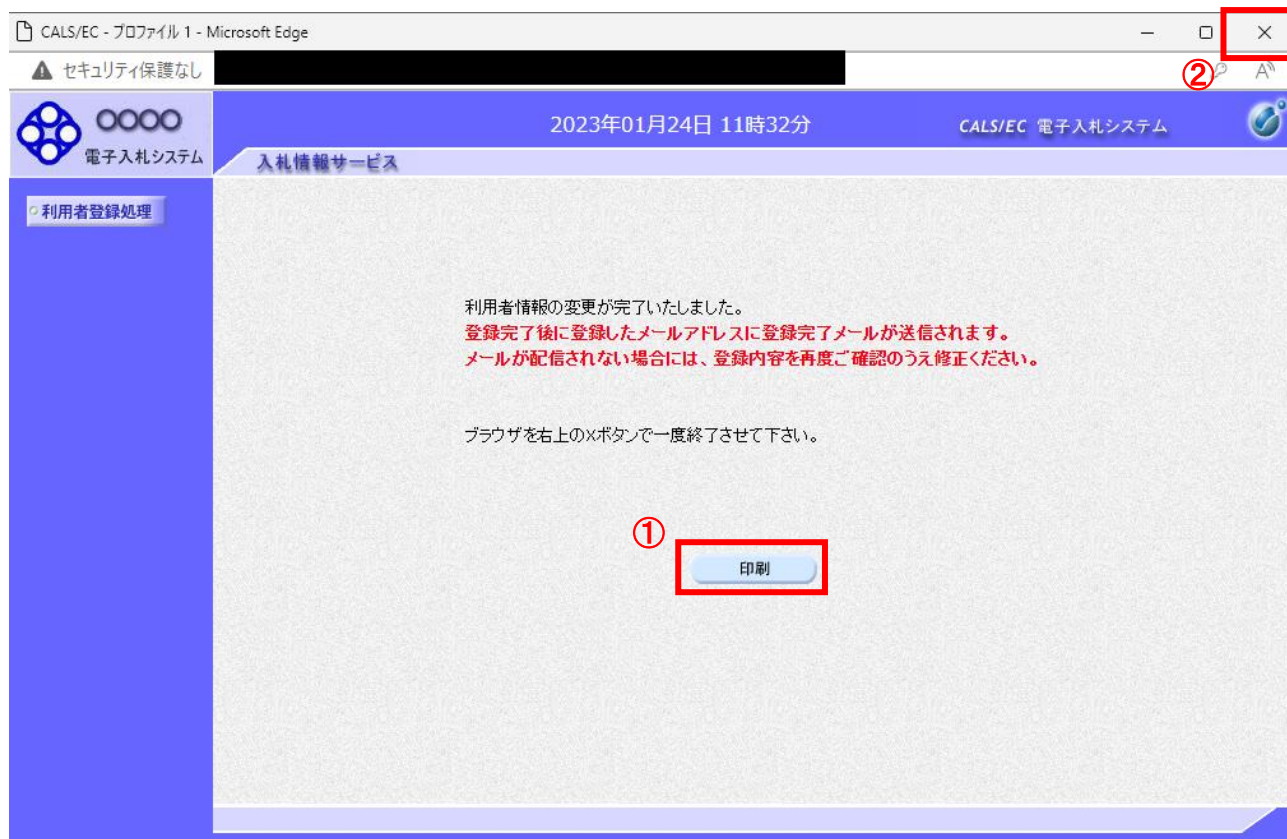 CALS/EC - プロファイル 1 - Microsoft Edge
セキュリティ保護なし
②
A
○○○○
電子入札システム
2023年01月24日 11時32分
CALS/EC 電子入札システム
入札情報サービス
利用者登録処理
利用者情報の変更が完了いたしました。
登録完了後に登録したメールアドレスに登録完了メールが送信されます。
メールが配信されない場合には、登録内容を再度ご確認のうえ修正ください。
ブラウザを右上の×ボタンで一度終了させて下さい。
①
印刷